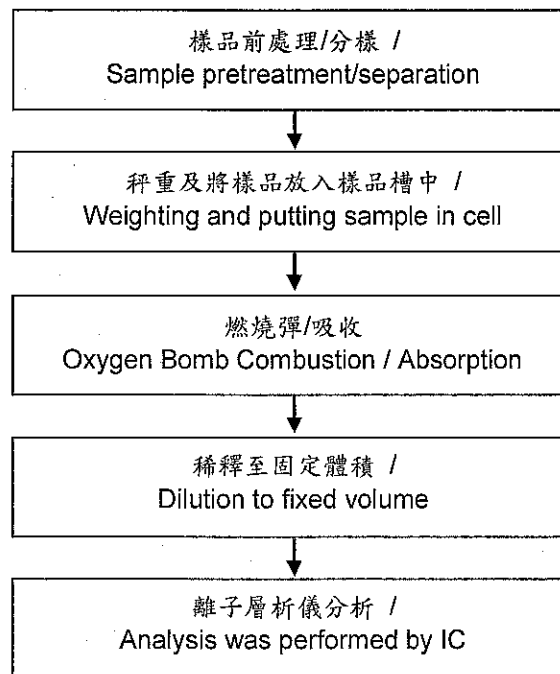 樣品前處理/分樣 /
Sample pretreatment/separation
秤重及將樣品放入樣品槽中 /
Weighting and putting sample in cell
燃燒彈/吸收
Oxygen Bomb Combustion / Absorption
稀釋至固定體積 /
Dilution to fixed volume
離子層析儀分析 /
Analysis was performed by IC